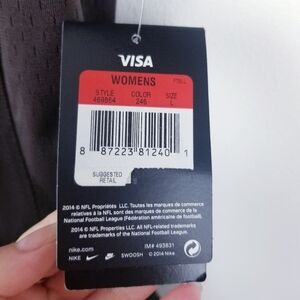 VISA
WOMENS
STYLE COLOR SIZE
469864 246 L
8 87223 81240 1
SUGGESTED
RETAIL
2014 © NFL Propriétés LLC. Toutes les marques de commerce
relatives à la NFL sont des marques de commerce de la
National Football League (Fédération américaine de football).
2014 © NFL Properties LLC. All NFL-related trademarks
are trademarks of the National Football League.
nike.com IM# 493831
NIKE SWOOSH © 2014 Nike